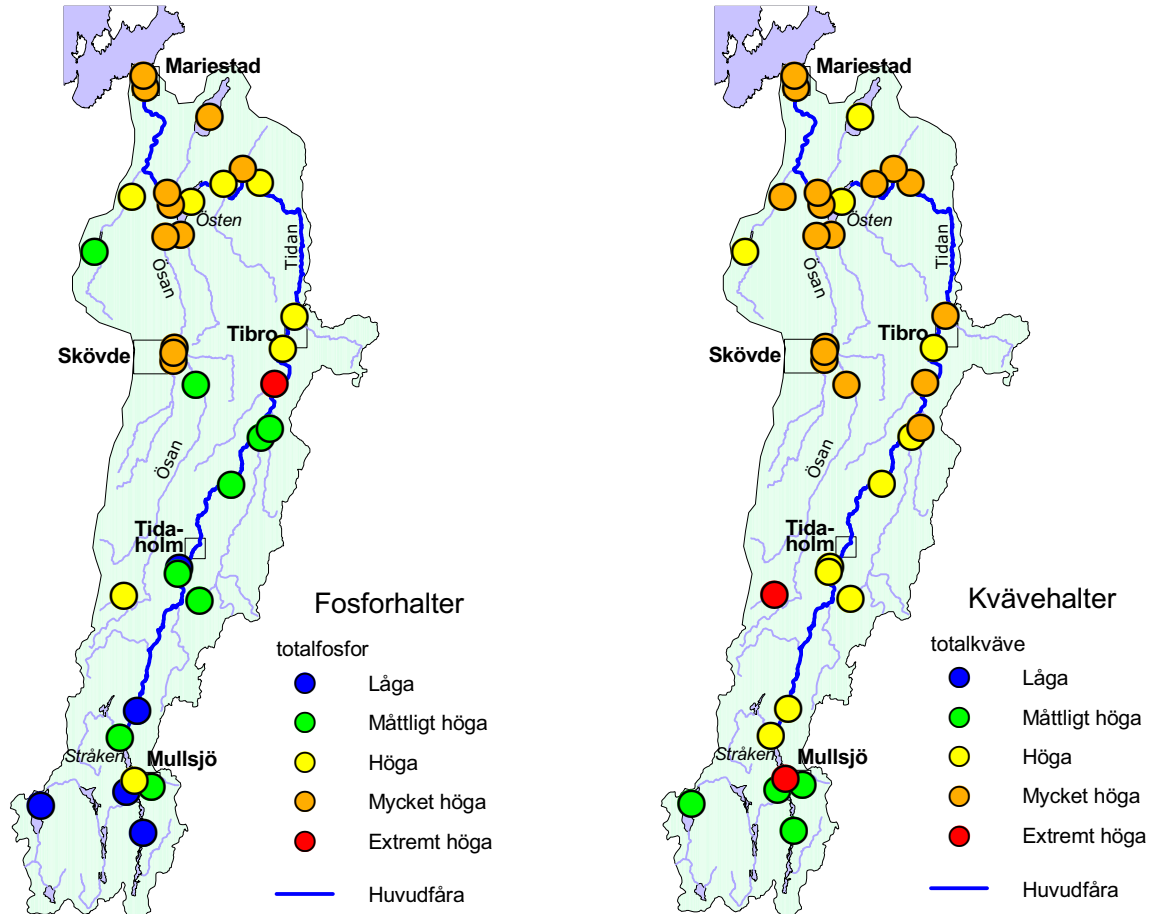 Mariestad
Östen
Tidan
Ösan
Tibro
Skövde
Ösan
Tida-
holm
Fosforhalter
totalfosfor
Låga
Måttligt höga
Höga
Mycket höga
Extremt höga
Huvudfåra
Stråken
Mullsjö
Mariestad
Östen
Tidan
Ösan
Tibro
Skövde
Ösan
Tida-
holm
Kvävehalter
totalkväve
Låga
Måttligt höga
Höga
Mycket höga
Extremt höga
Huvudfåra
Stråken
Mullsjö